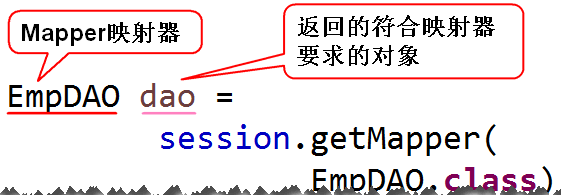 Mapper映射器
返回的符合映射器
要求的对象
EmpDAO dao =
session.getMapper(
EmpDAO.class)